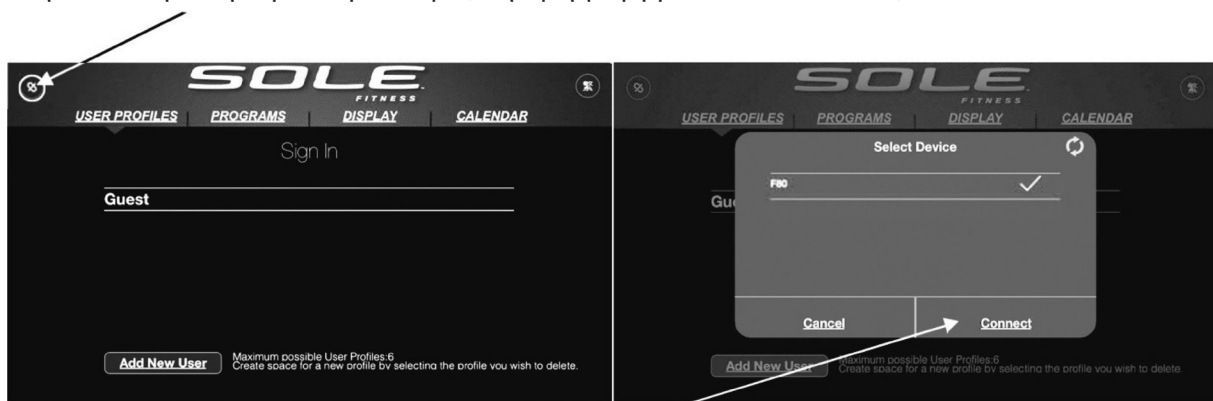 SOLE
FITNESS
USER PROFILES PROGRAMS DISPLAY CALENDAR
Sign In
Guest
Add New User
Maximum possible User Profiles:6
Create space for a new profile by selecting the profile you wish to delete.
SOLE
FITNESS
USER PROFILES PROGRAMS DISPLAY CALENDAR
Select Device
F80
Gue
Cancel Connect
Add New User
Maximum possible User Profiles:6
Create space for a new profile by selecting the profile you wish to delete.